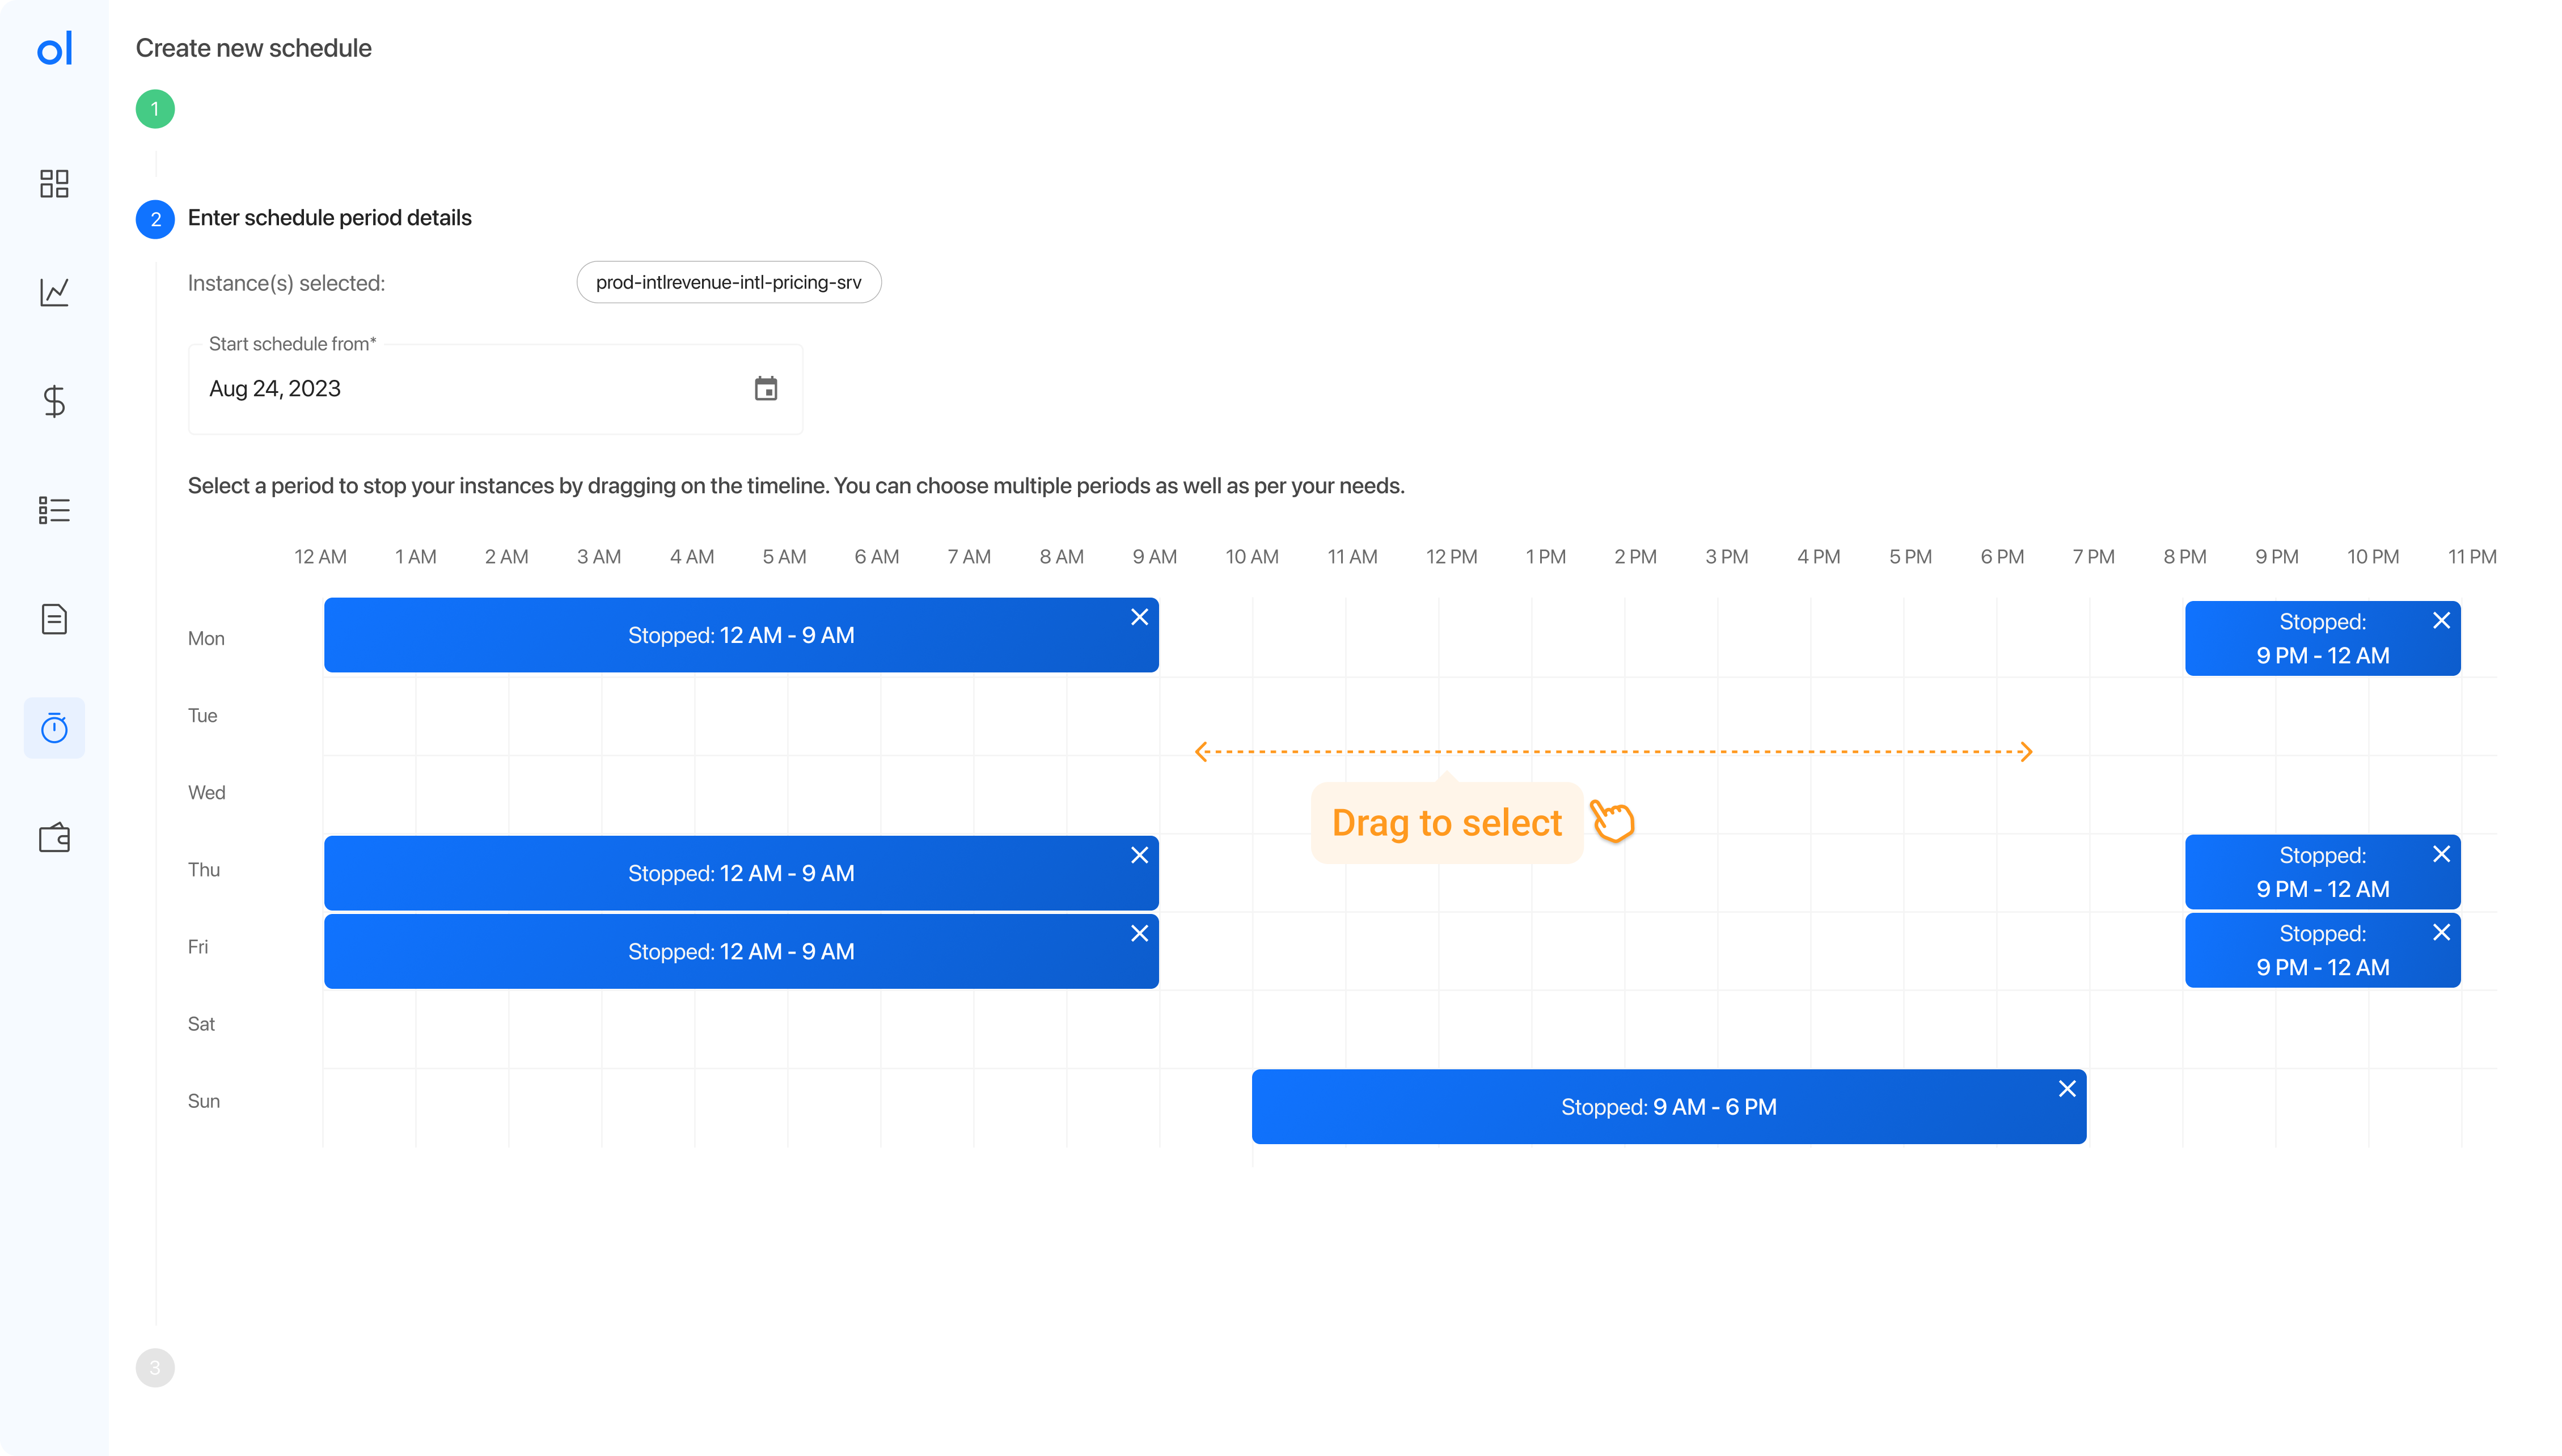 ol
Create new schedule
1
2 Enter schedule period details
Instance(s) selected: prod-intlrevenue-intl-pricing-srv
Start schedule from*
Aug 24, 2023
Select a period to stop your instances by dragging on the timeline. You can choose multiple periods as well as per your needs.
12 AM 1 AM 2 AM 3 AM 4 AM 5 AM 6 AM 7 AM 8 AM 9 AM 10 AM 11 AM 12 PM 1 PM 2 PM 3 PM 4 PM 5 PM 6 PM 7 PM 8 PM 9 PM 10 PM 11 PM
Mon Stopped: 12 AM - 9 AM Stopped:
9 PM - 12 AM
Tue
Wed
Drag to select
Thu Stopped: 12 AM - 9 AM Stopped:
9 PM - 12 AM
Fri Stopped: 12 AM - 9 AM Stopped:
9 PM - 12 AM
Sat
Sun Stopped: 9 AM - 6 PM
3